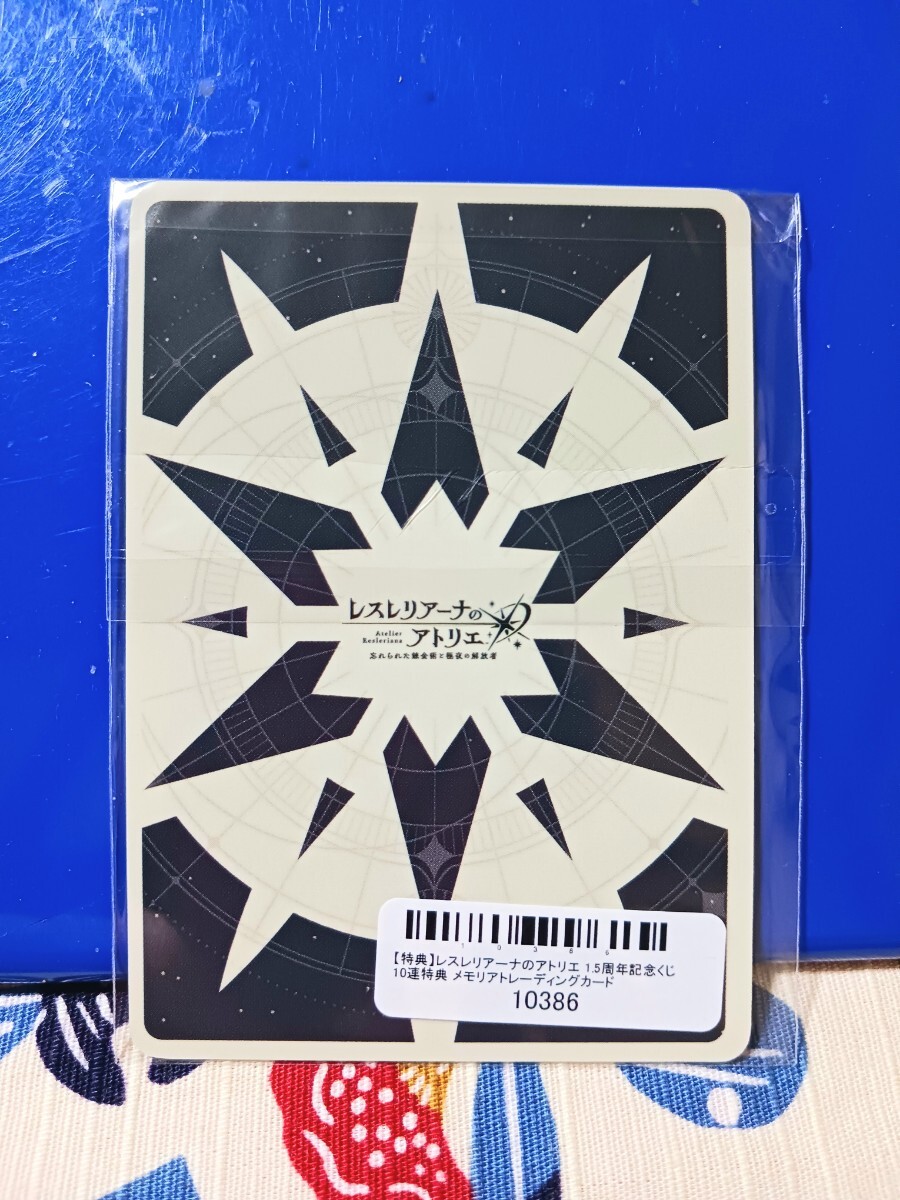 レスレリアーナの
Atelier
Resleriana
アトリエ
忘れられた錬金術と極夜の解放者
【特典】レスレリアーナのアトリエ 1.5周年記念くじ
10連特典 メモリアトレーディングカード
10386